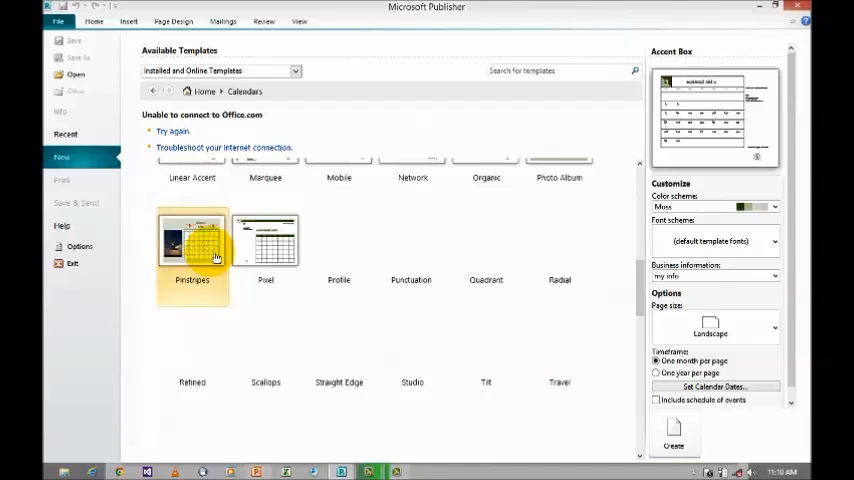 Microsoft Publisher
File Home Insert Page Design Mailings Review View
Save
Save As
Open
Close
Info
Recent
New
Print
Save & Send
Help
Options
Exit
Available Templates
Installed and Online Templates
Search for templates
Home Calendars
Unable to connect to Office.com
Try again.
Troubleshoot your Internet connection.
Linear Accent Marquee Mobile Network Organic Photo Album
Pinstripes Pixel Profile Punctuation Quadrant Radial
Refined Scallops Straight Edge Studio Tilt Travel
Accent Box
Customize
Color scheme:
Moss
Font scheme:
(default template fonts)
Business information:
my info
Options
Page size:
Landscape
Timeframe:
One month per page
One year per page
Set Calendar Dates...
Include schedule of events
Create
11:10 AM